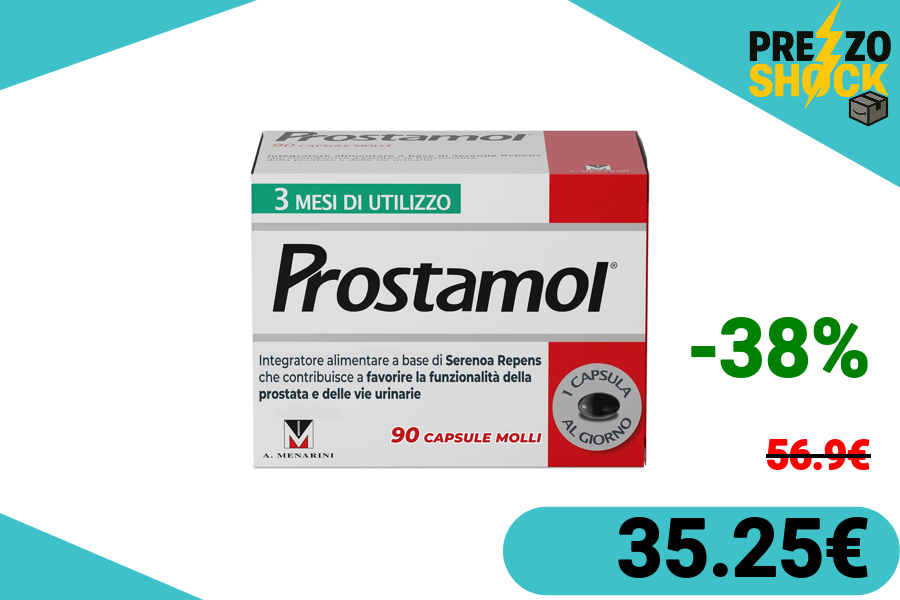 PREZZO
SHOCK
Prostamol
90 CAPSULE MOLLI
A. MENARINI
3 MESI DI UTILIZZO
Prostamol®
Integratore alimentare a base di Serenoa Repens
che contribuisce a favorire la funzionalità della
prostata e delle vie urinarie
1 CAPSULA
AL GIORNO
90 CAPSULE MOLLI
A. MENARINI
-38%
56.9€
35.25€